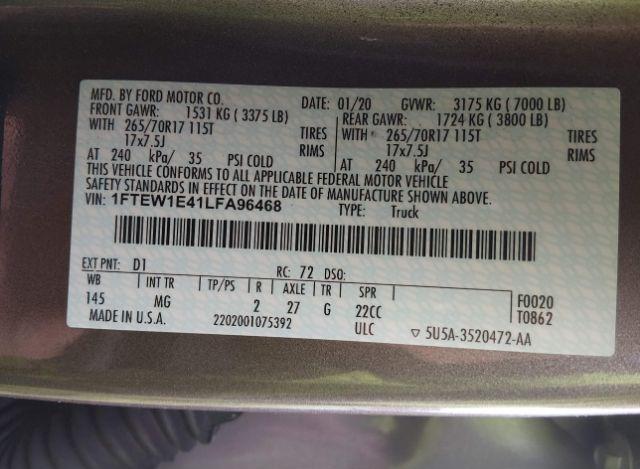 MFD. BY FORD MOTOR CO. DATE: 01/20 GVWR: 3175 KG ( 7000 LB)
FRONT GAWR: 1531 KG ( 3375 LB) REAR GAWR: 1724 KG ( 3800 LB)
WITH 265/70R17 115T TIRES WITH 265/70R17 115T TIRES
17x7.5J RIMS 17x7.5J RIMS
AT 240 kPa/ 35 PSI COLD AT 240 kPa/ 35 PSI COLD
THIS VEHICLE CONFORMS TO ALL APPLICABLE FEDERAL MOTOR VEHICLE
SAFETY STANDARDS IN EFFECT ON THE DATE OF MANUFACTURE SHOWN ABOVE.
VIN: 1FTEW1E41LFA96468 TYPE: Truck
EXT PNT: D1 RC: 72 DSO:
WB INT TR TP/PS R AXLE TR SPR F0020
145 MG 2 27 G 22CC T0862
MADE IN U.S.A. 2202001075392 ULC ▽ 5U5A-3520472-AA